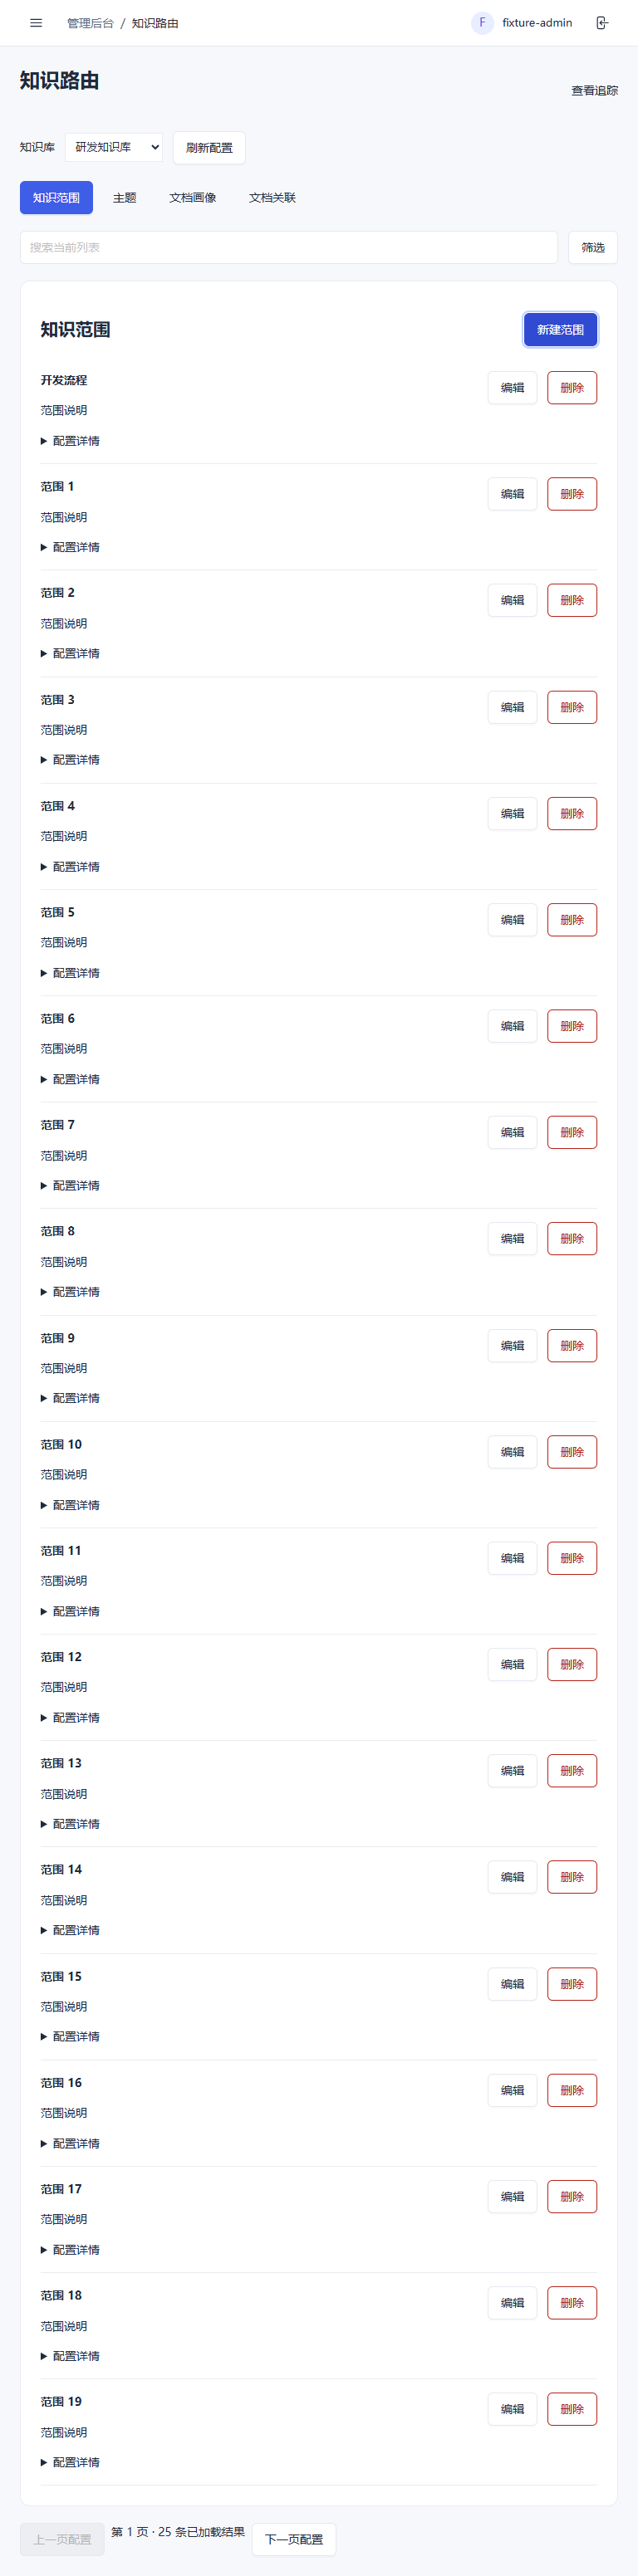 管理后台 / 知识路由 F fixture-admin
知识路由
查看追踪
知识库 研发知识库 刷新配置
知识范围 主题 文档画像 文档关联
搜索当前列表 筛选
知识范围 新建范围
开发流程 编辑 删除
范围说明
配置详情
范围 1 编辑 删除
范围说明
配置详情
范围 2 编辑 删除
范围说明
配置详情
范围 3 编辑 删除
范围说明
配置详情
范围 4 编辑 删除
范围说明
配置详情
范围 5 编辑 删除
范围说明
配置详情
范围 6 编辑 删除
范围说明
配置详情
范围 7 编辑 删除
范围说明
配置详情
范围 8 编辑 删除
范围说明
配置详情
范围 9 编辑 删除
范围说明
配置详情
范围 10 编辑 删除
范围说明
配置详情
范围 11 编辑 删除
范围说明
配置详情
范围 12 编辑 删除
范围说明
配置详情
范围 13 编辑 删除
范围说明
配置详情
范围 14 编辑 删除
范围说明
配置详情
范围 15 编辑 删除
范围说明
配置详情
范围 16 编辑 删除
范围说明
配置详情
范围 17 编辑 删除
范围说明
配置详情
范围 18 编辑 删除
范围说明
配置详情
范围 19 编辑 删除
范围说明
配置详情
上一页配置 第 1 页 · 25 条已加载结果 下一页配置